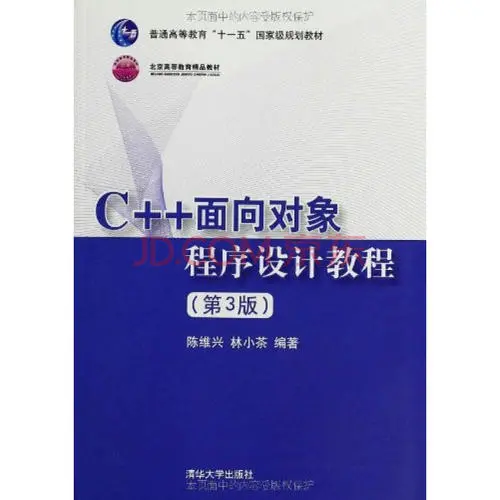 本页面中的内容受版权保护
普通高等教育“十一五”国家级规划教材
北京高等教育精品教材
C++面向对象
JD.COM 京东
程序设计教程
(第3版)
陈维兴 林小茶 编著
清华大学出版社
本页面中的内容受版权保护